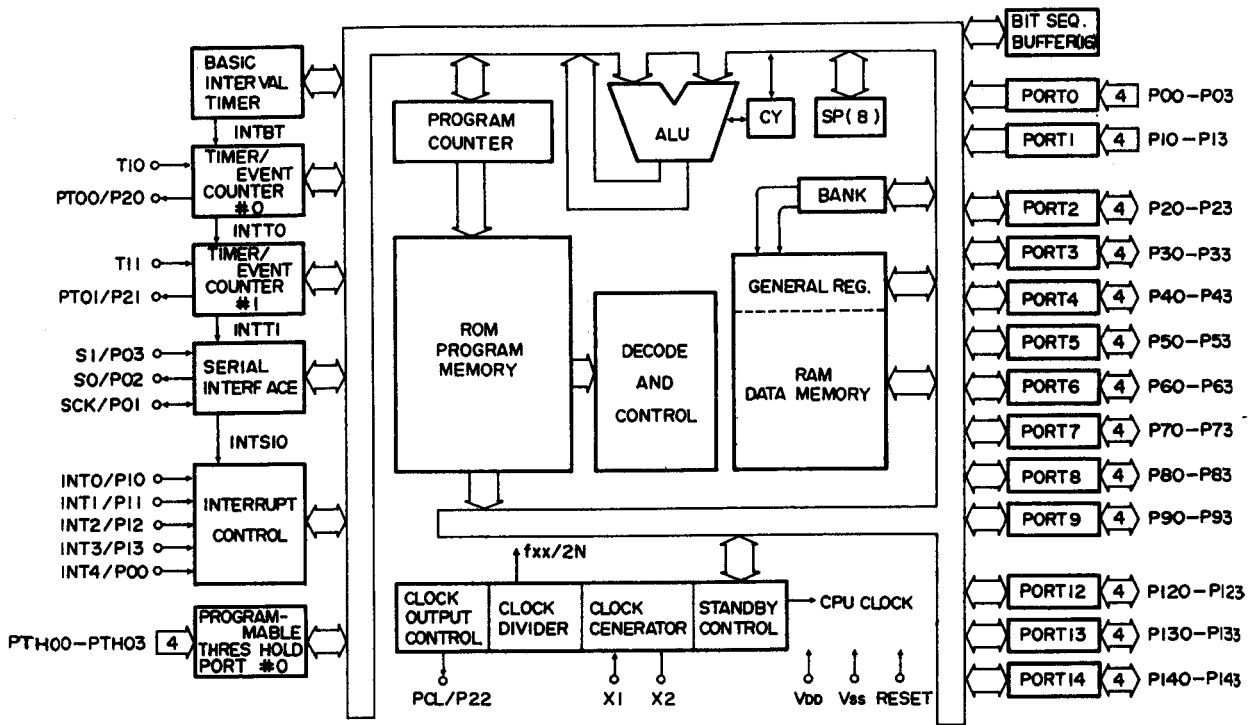 BASIC
INTERVAL
TIMER
INTBT
TI0
PTO0/P20
TIMER/
EVENT
COUNTER
#0
INTT0
TI1
PTO1/P21
TIMER/
EVENT
COUNTER
#1
INTT1
SI/P03
SO/P02
SCK/P01
SERIAL
INTERFACE
INTSIO
INT0/P10
INT1/P11
INT2/P12
INT3/P13
INT4/P00
INTERRUPT
CONTROL
PTH00-PTH03
4
PROGRAM-
MABLE
THRES HOLD
PORT #0
PROGRAM
COUNTER
ALU
CY
SP(8)
BANK
ROM
PROGRAM
MEMORY
DECODE
AND
CONTROL
GENERAL REG.
RAM
DATA MEMORY
fxx/2N
CLOCK
OUTPUT
CONTROL
CLOCK
DIVIDER
CLOCK
CENERATOR
STANDBY
CONTROL
CPU CLOCK
PCL/P22
X1
X2
VDD
Vss
RESET
BIT SEQ.
BUFFER(16)
PORT0 4 P00-P03
PORT1 4 P10-P13
PORT2 4 P20-P23
PORT3 4 P30-P33
PORT4 4 P40-P43
PORT5 4 P50-P53
PORT6 4 P60-P63
PORT7 4 P70-P73
PORT8 4 P80-P83
PORT9 4 P90-P93
PORT12 4 P120-P123
PORT13 4 P130-P133
PORT14 4 P140-P143